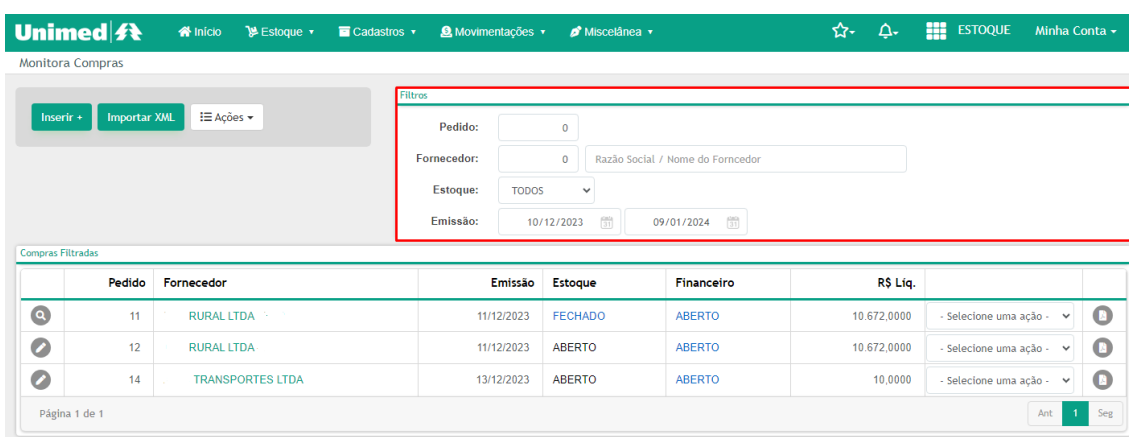 Unimed Início Estoque Cadastros Movimentações Miscelânea ESTOQUE Minha Conta
Monitora Compras
Inserir + Importar XML Ações
Filtros
Pedido: 0
Fornecedor: 0 Razão Social / Nome do Forncedor
Estoque: TODOS
Emissão: 10/12/2023 31 09/01/2024 31
Compras Filtradas
Pedido Fornecedor Emissão Estoque Financeiro R$ Líq.
11 RURAL LTDA 11/12/2023 FECHADO ABERTO 10.672,0000 - Selecione uma ação -
12 RURAL LTDA 11/12/2023 ABERTO ABERTO 10.672,0000 - Selecione uma ação -
14 TRANSPORTES LTDA 13/12/2023 ABERTO ABERTO 10,0000 - Selecione uma ação -
Página 1 de 1 Ant 1 Seg